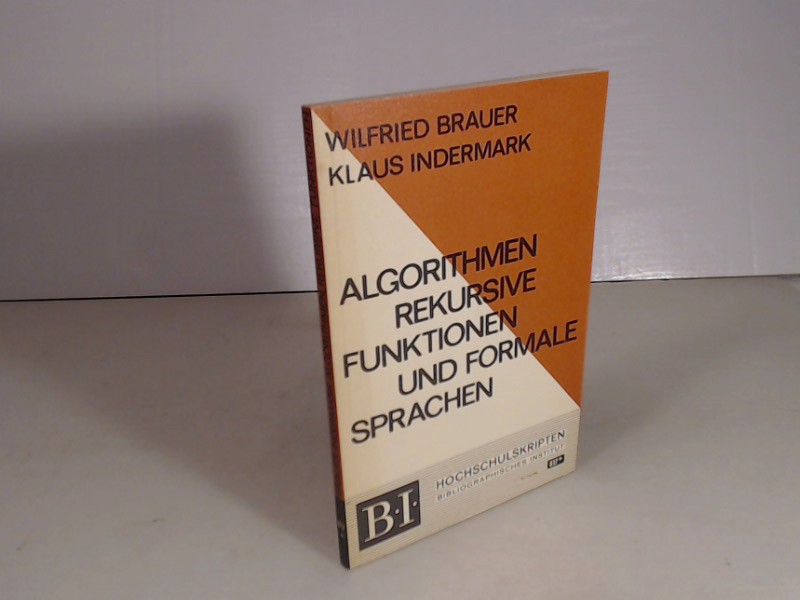 WILFRIED BRAUER
KLAUS INDERMARK
ALGORITHMEN
REKURSIVE
FUNKTIONEN
UND FORMALE
SPRACHEN
B·I·
HOCHSCHULSKRIPTEN
BIBLIOGRAPHISCHES INSTITUT